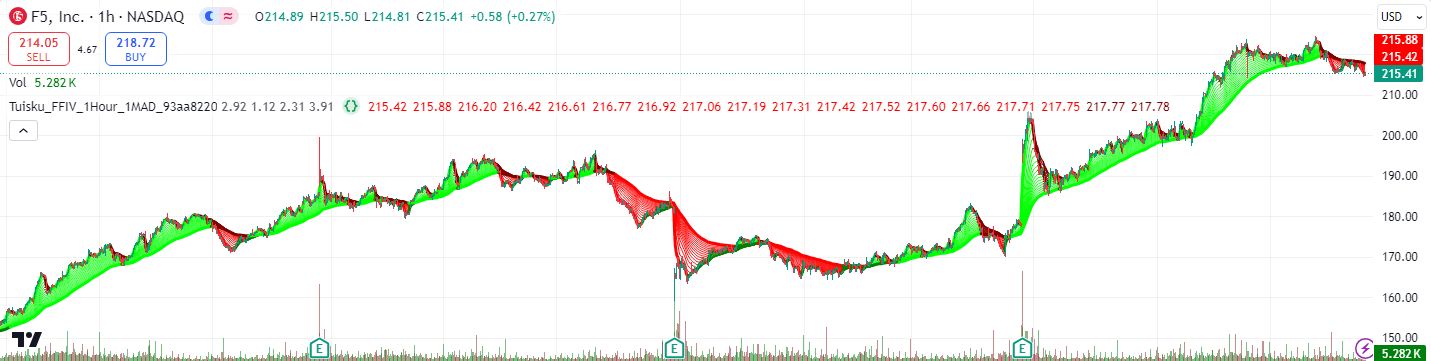 F5, Inc. · 1h · NASDAQ O214.89 H215.50 L214.81 C215.41 +0.58 (+0.27%)
USD
214.05 SELL 4.67 218.72 BUY
Vol 5.282 K
Tuisku_FFIV_1Hour_1MAD_93aa8220 2.92 1.12 2.31 3.91 215.42 215.88 216.20 216.42 216.61 216.77 216.92 217.06 217.19 217.31 217.42 217.52 217.60 217.66 217.71 217.75 217.77 217.78
215.88
215.42
215.41
210.00
200.00
190.00
180.00
170.00
160.00
150.00
5.282 K
E
E
E